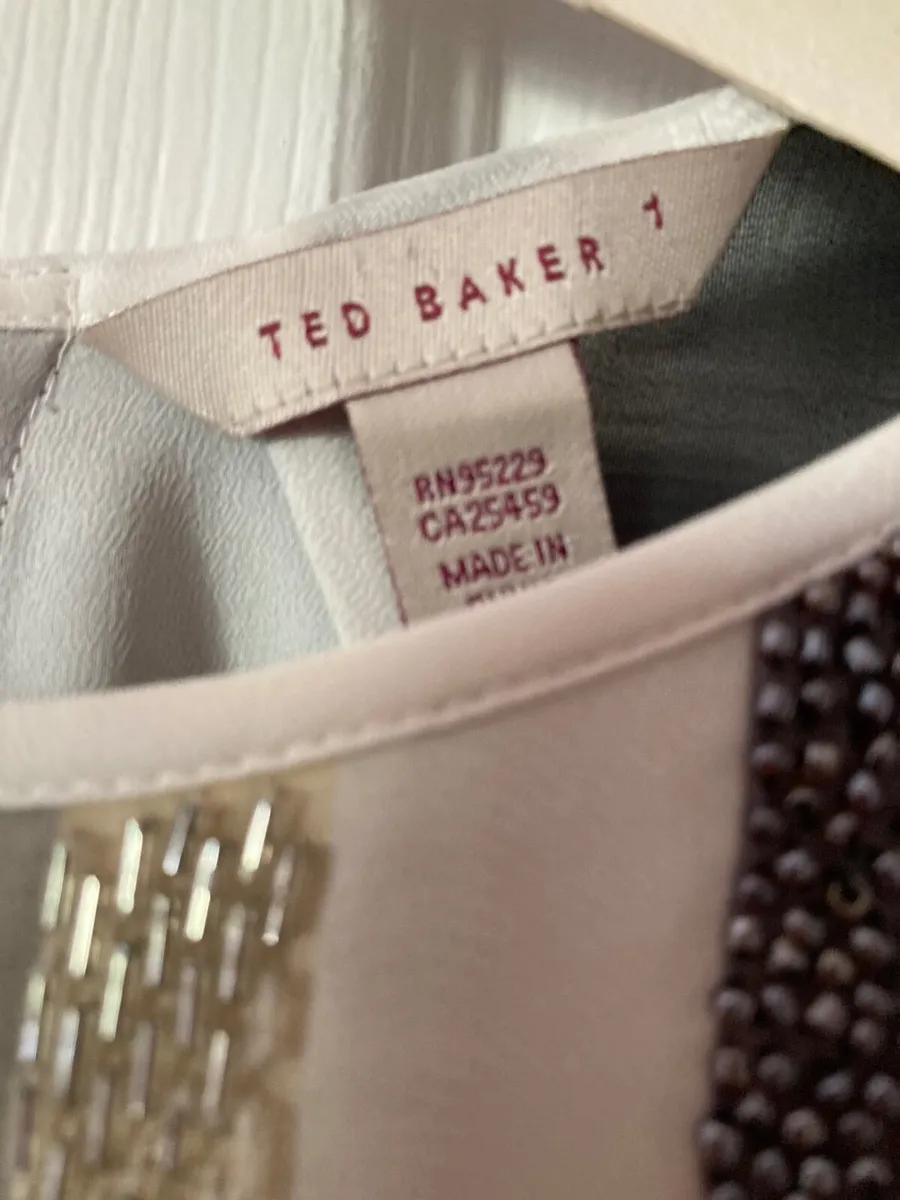 TED BAKER 1
RN95229
CA25459
MADE IN